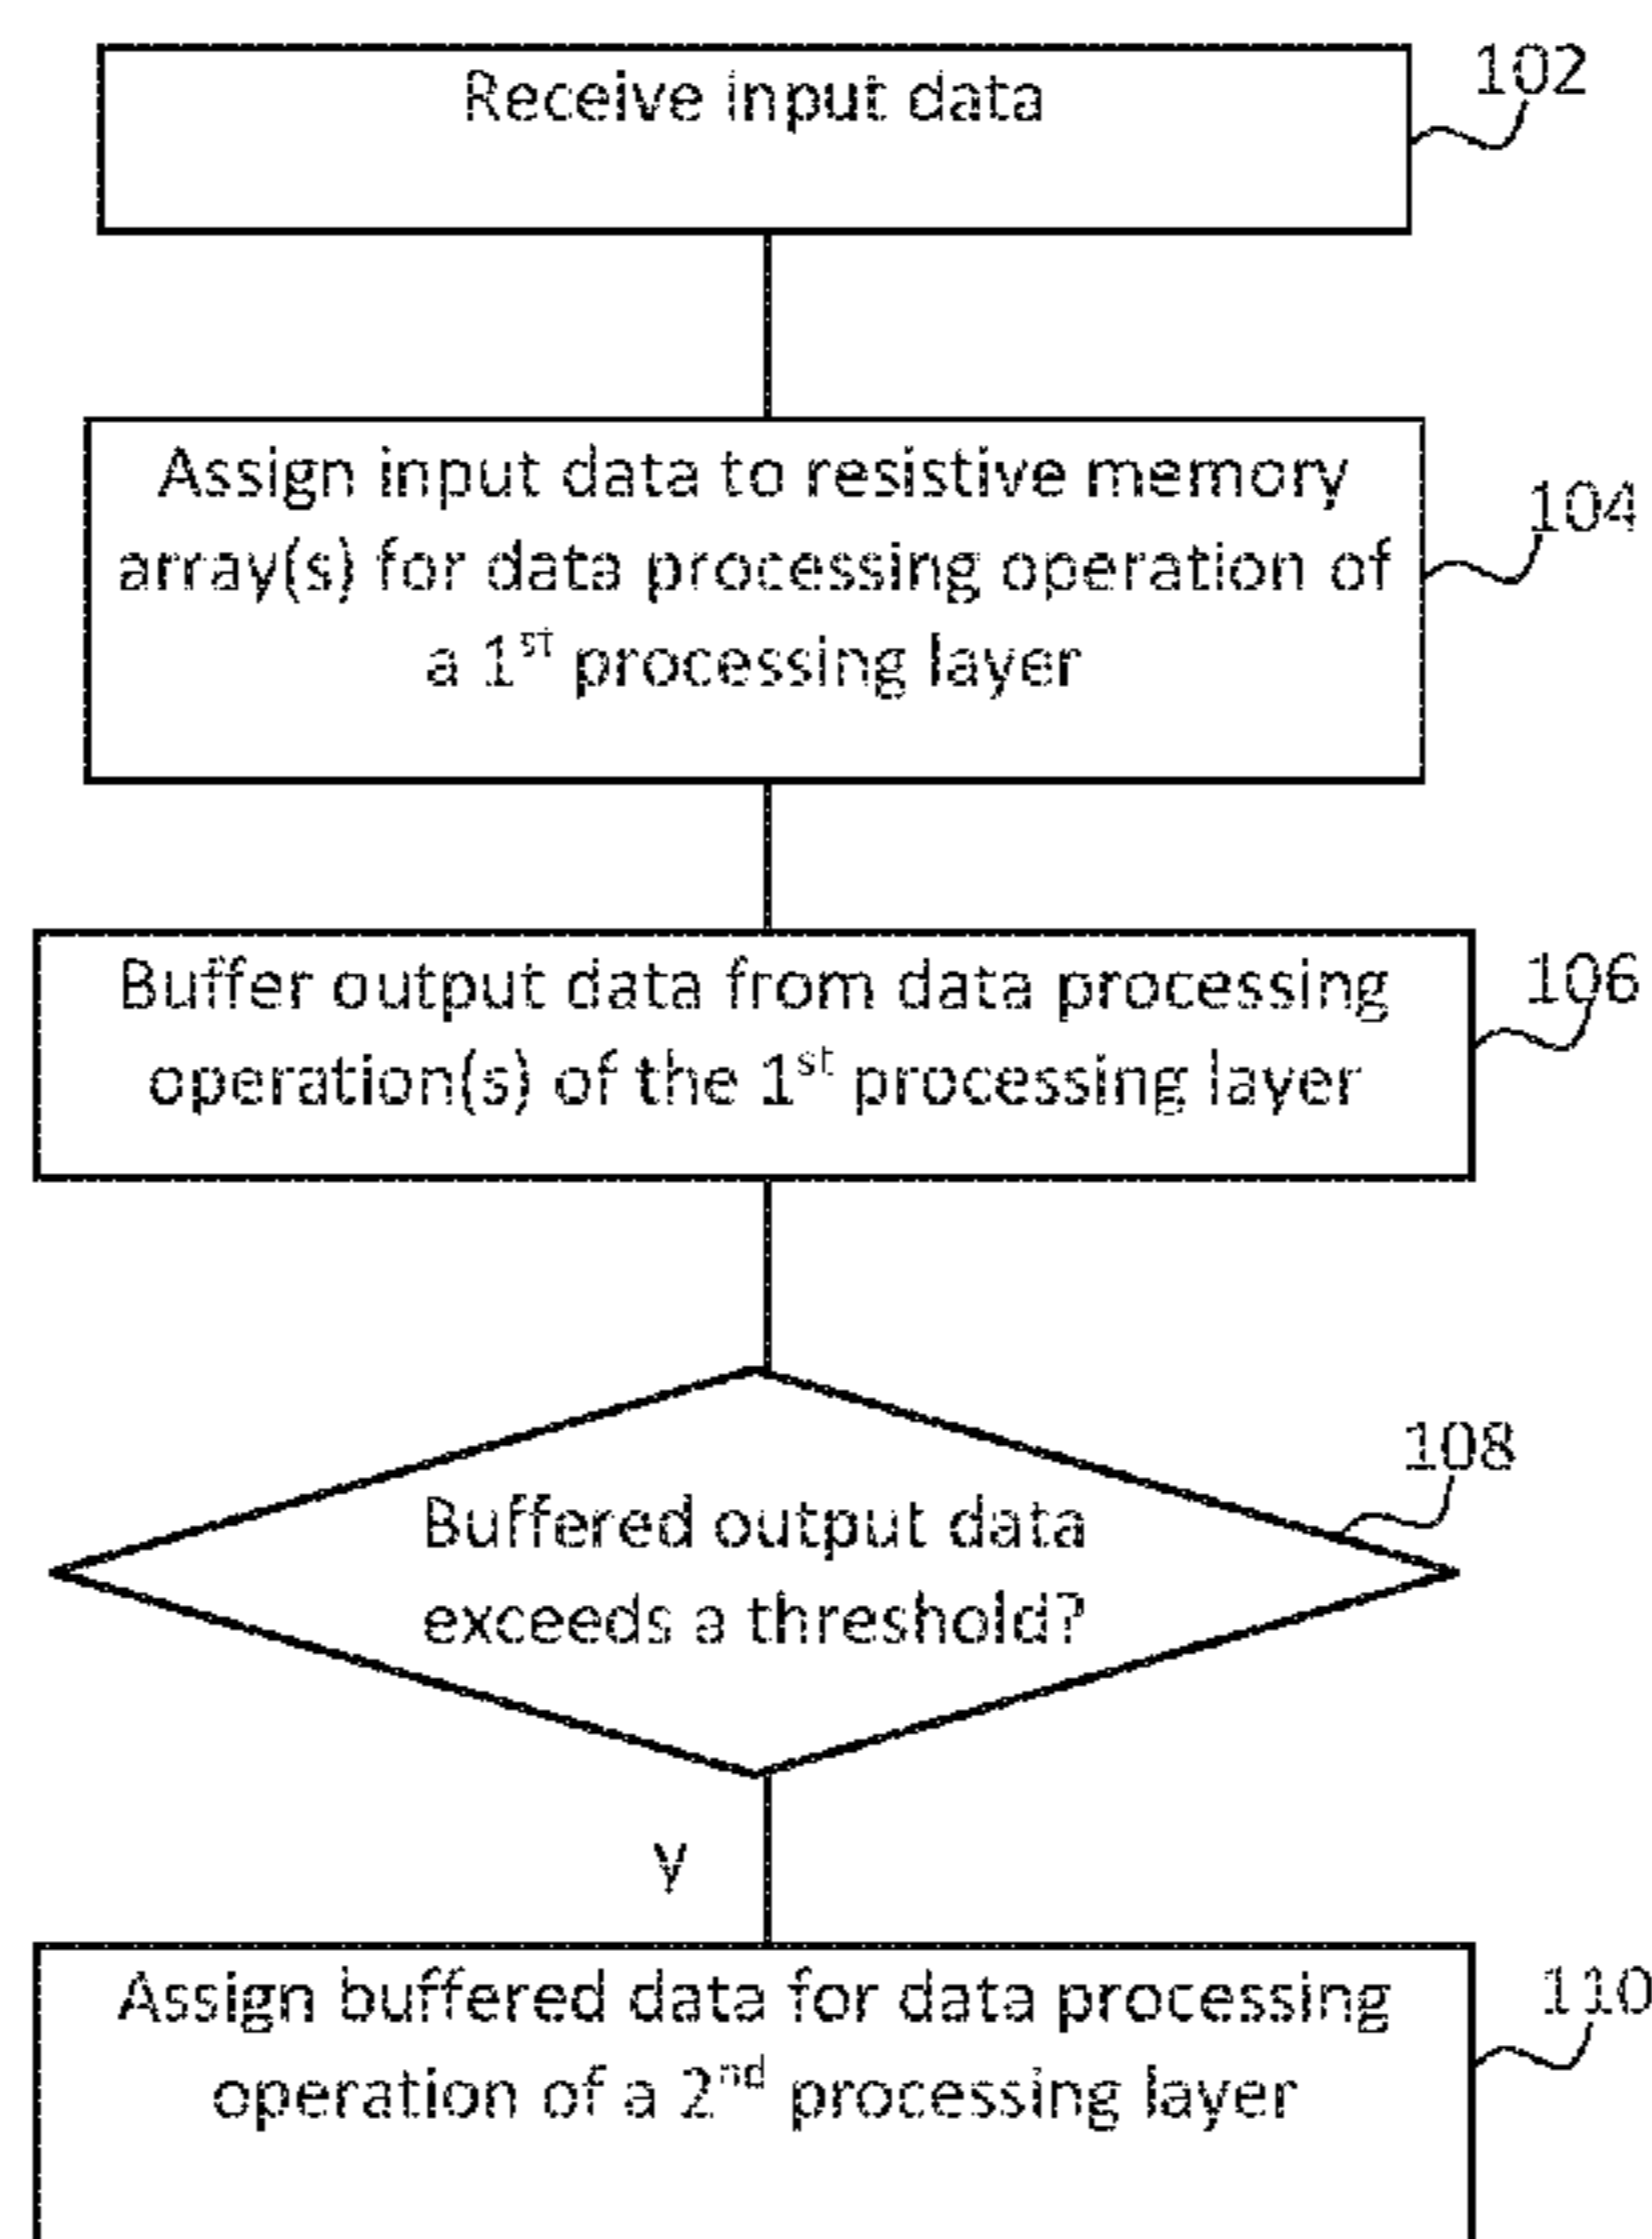 Receive input data
102
Assign input data to resistive memory
array(s) for data processing operation of
a 1st processing layer
104
Buffer output data from data processing
operation(s) of the 1st processing layer
106
Buffered output data
exceeds a threshold?
108
y
Assign buffered data for data processing
operation of a 2nd processing layer
110